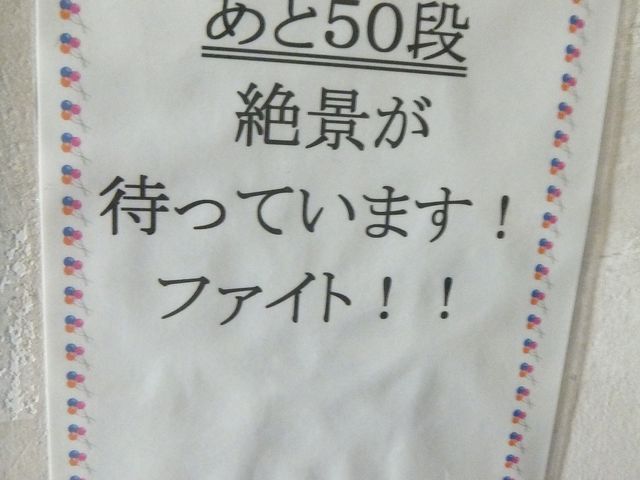 あと50段
絶景が
待っています！
ファイト！！